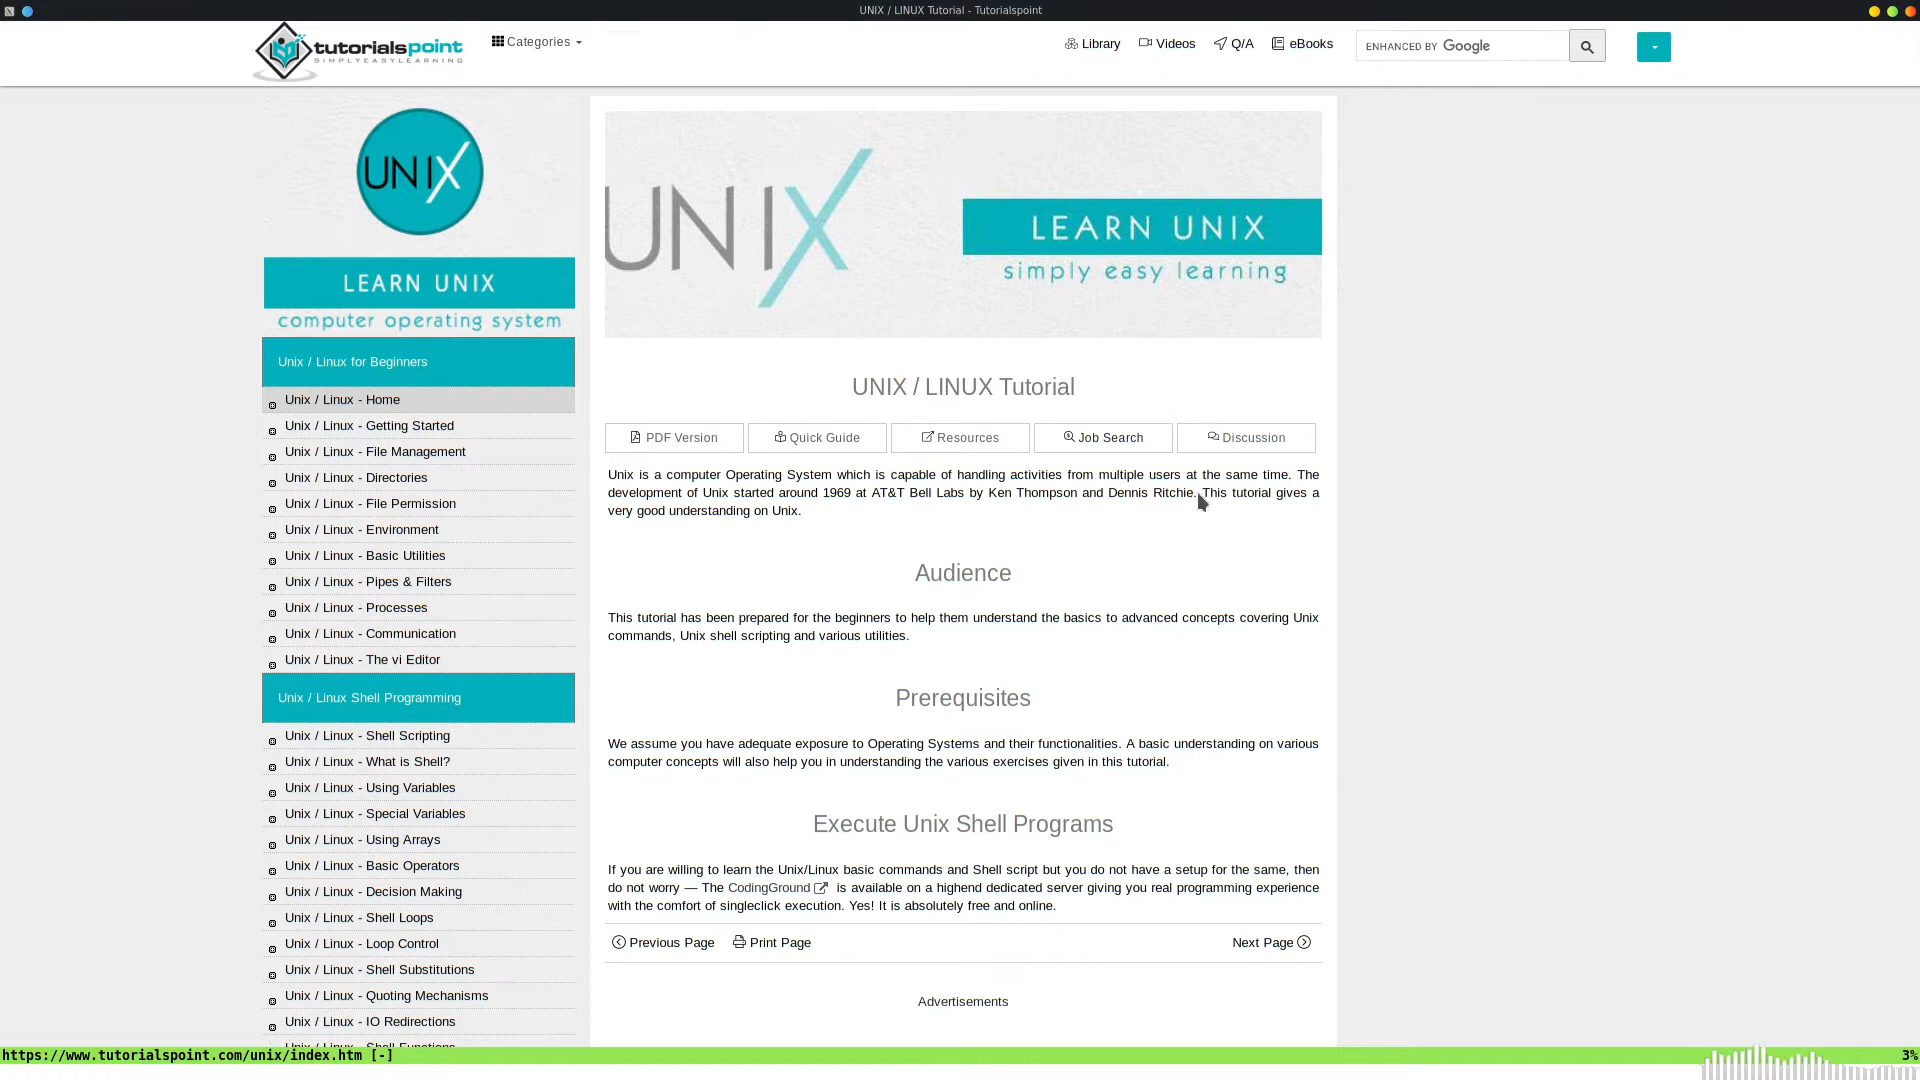 UNIX / LINUX Tutorial - Tutorialspoint
tutorialspoint
SIMPLYEASYLEARNING
Categories
Library
Videos
Q/A
eBooks
ENHANCED BY Google
UNIX
LEARN UNIX
computer operating system
Unix / Linux for Beginners
Unix / Linux - Home
Unix / Linux - Getting Started
Unix / Linux - File Management
Unix / Linux - Directories
Unix / Linux - File Permission
Unix / Linux - Environment
Unix / Linux - Basic Utilities
Unix / Linux - Pipes & Filters
Unix / Linux - Processes
Unix / Linux - Communication
Unix / Linux - The vi Editor
Unix / Linux Shell Programming
Unix / Linux - Shell Scripting
Unix / Linux - What is Shell?
Unix / Linux - Using Variables
Unix / Linux - Special Variables
Unix / Linux - Using Arrays
Unix / Linux - Basic Operators
Unix / Linux - Decision Making
Unix / Linux - Shell Loops
Unix / Linux - Loop Control
Unix / Linux - Shell Substitutions
Unix / Linux - Quoting Mechanisms
Unix / Linux - IO Redirections
Unix / Linux - Shell Functions
UNIX
LEARN UNIX
simply easy learning
UNIX / LINUX Tutorial
PDF Version
Quick Guide
Resources
Job Search
Discussion
Unix is a computer Operating System which is capable of handling activities from multiple users at the same time. The
development of Unix started around 1969 at AT&T Bell Labs by Ken Thompson and Dennis Ritchie. This tutorial gives a
very good understanding on Unix.
Audience
This tutorial has been prepared for the beginners to help them understand the basics to advanced concepts covering Unix
commands, Unix shell scripting and various utilities.
Prerequisites
We assume you have adequate exposure to Operating Systems and their functionalities. A basic understanding on various
computer concepts will also help you in understanding the various exercises given in this tutorial.
Execute Unix Shell Programs
If you are willing to learn the Unix/Linux basic commands and Shell script but you do not have a setup for the same, then
do not worry — The CodingGround is available on a highend dedicated server giving you real programming experience
with the comfort of singleclick execution. Yes! It is absolutely free and online.
Previous Page
Print Page
Next Page
Advertisements
https://www.tutorialspoint.com/unix/index.htm [-]
3%